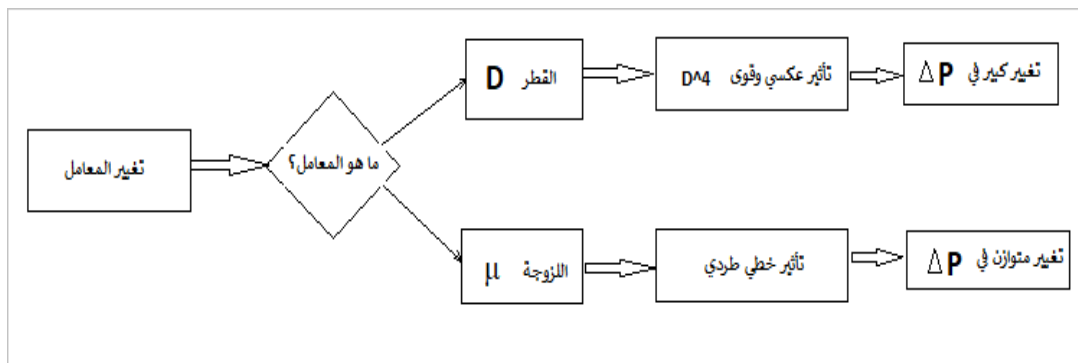 تغيير المعامل
ما هو المعامل؟
القطر D
تأثير عكسي وقوى D^4
تغيير كبير في ΔP
اللزوجة μ
تأثير خطي طردي
تغيير متوازن في ΔP